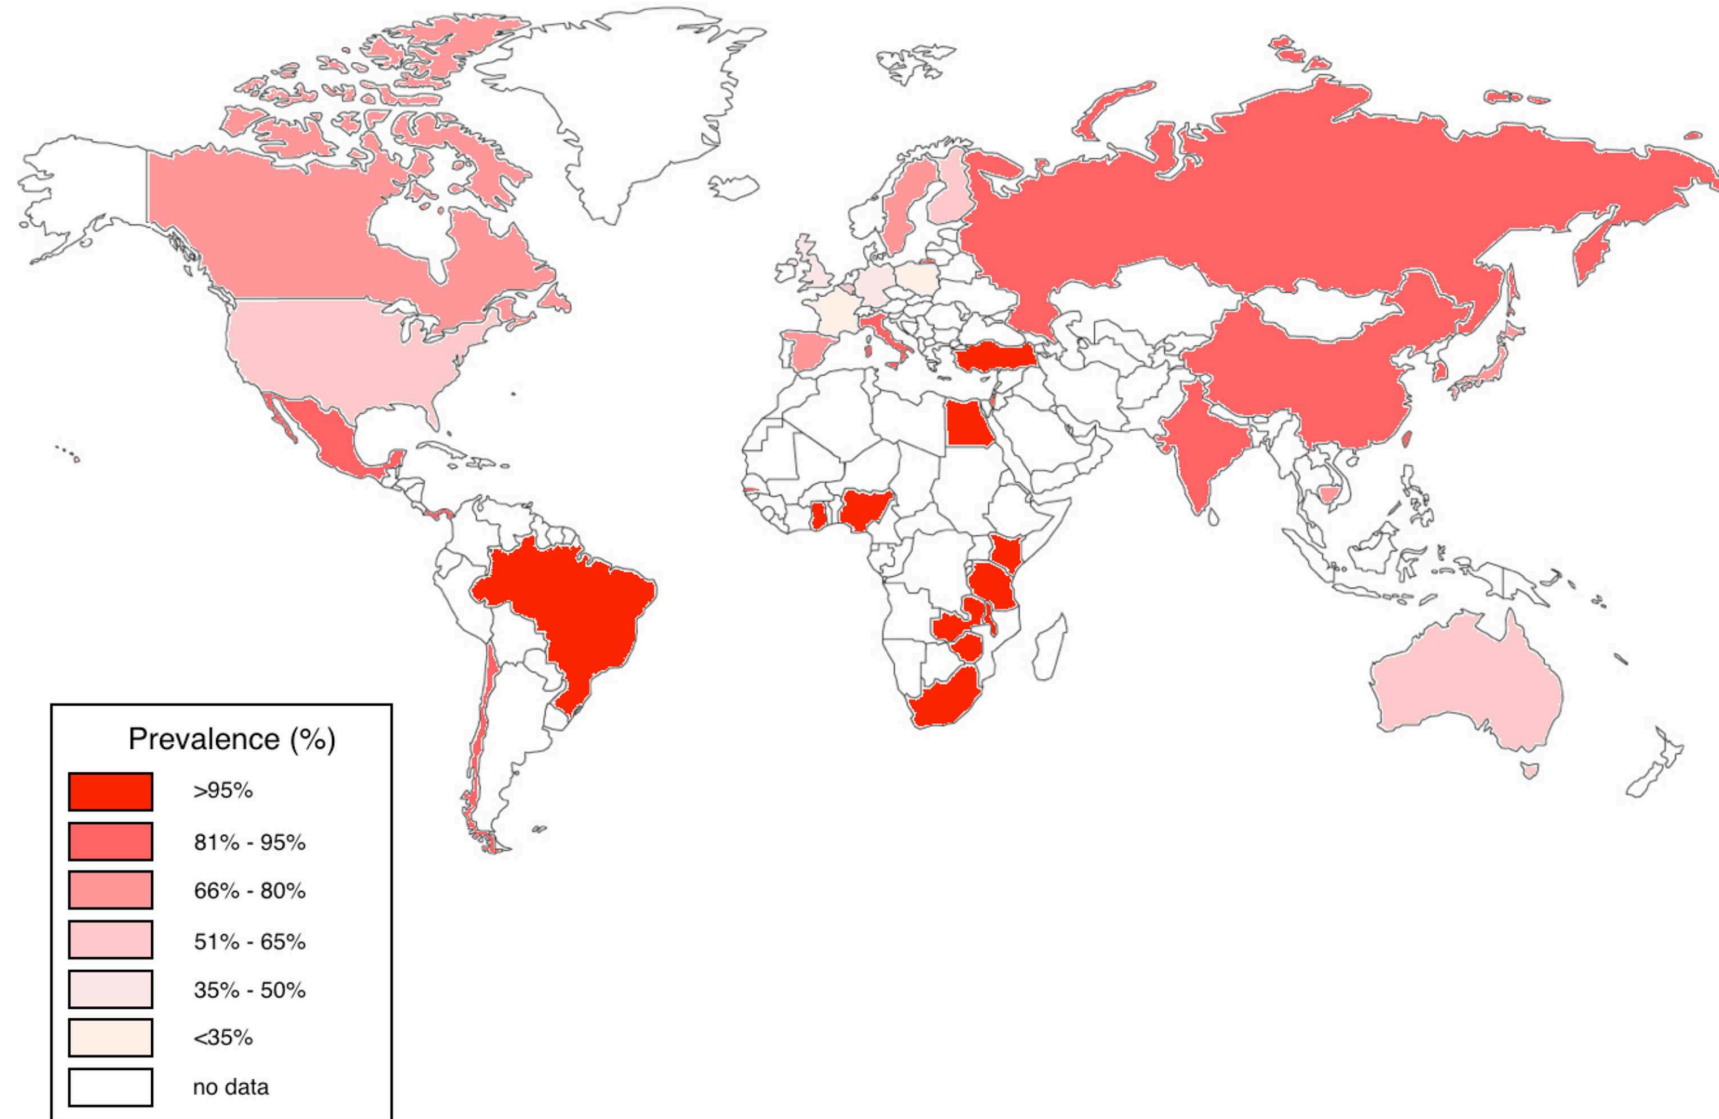 Prevalence (%)
>95%
81% - 95%
66% - 80%
51% - 65%
35% - 50%
<35%
no data